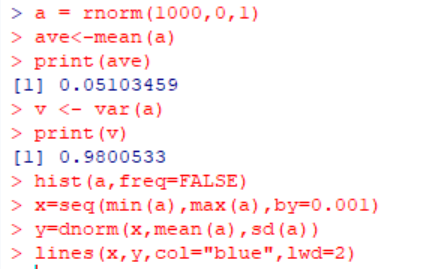 > a = rnorm(1000,0,1)
> ave<-mean(a)
> print(ave)
[1] 0.05103459
> v <- var(a)
> print(v)
[1] 0.9800533
> hist(a,freq=FALSE)
> x=seq(min(a),max(a),by=0.001)
> y=dnorm(x,mean(a),sd(a))
> lines(x,y,col="blue",lwd=2)